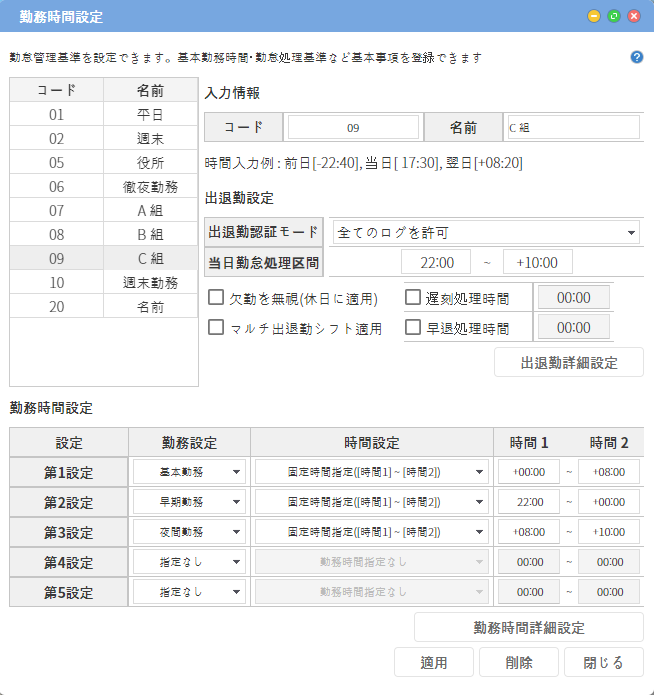 勤務時間設定
勤怠管理基準を設定できます。基本勤務時間・勤怠処理基準など基本事項を登録できます
?
コード 名前
01 平日
02 週末
05 役所
06 徹夜勤務
07 A 組
08 B 組
09 C 組
10 週末勤務
20 名前
入力情報
コード 09 名前 C 組
時間入力例 : 前日[-22:40], 当日[ 17:30], 翌日[+08:20]
出退勤設定
出退勤認証モード 全てのログを許可
当日勤怠処理区間 22:00 ~ +10:00
欠勤を無視(休日に適用) 遅刻処理時間 00:00
マルチ出退勤シフト適用 早退処理時間 00:00
出退勤詳細設定
勤務時間設定
設定 勤務設定 時間設定 時間 1 時間 2
第1設定 基本勤務 固定時間指定([時間1] ~ [時間2]) +00:00 ~ +08:00
第2設定 早期勤務 固定時間指定([時間1] ~ [時間2]) 22:00 ~ +00:00
第3設定 夜間勤務 固定時間指定([時間1] ~ [時間2]) +08:00 ~ +10:00
第4設定 指定なし 勤務時間指定なし 00:00 ~ 00:00
第5設定 指定なし 勤務時間指定なし 00:00 ~ 00:00
勤務時間詳細設定
適用 削除 閉じる